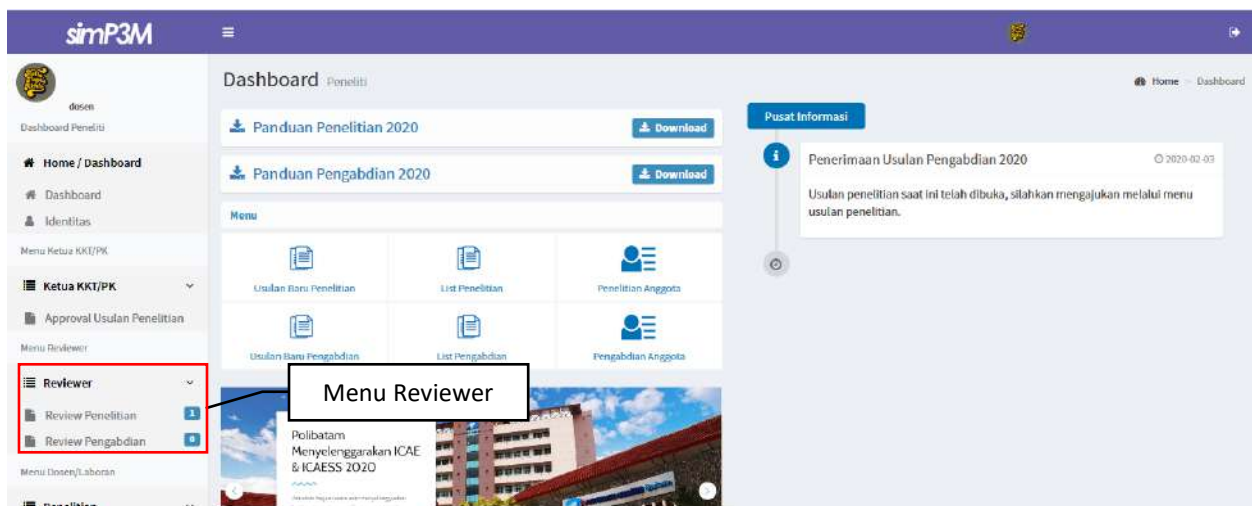 simP3M
dosen
Dashboard Peneliti
Home / Dashboard
Dashboard
Identitas
Menu Ketua KKT/PK
Ketua KKT/PK
Approval Usulan Penelitian
Menu Reviewer
Reviewer
Review Penelitian 1
Review Pengabdian 0
Menu Dosen/Laboran
Penelitian
Dashboard Peneliti
Home > Dashboard
Panduan Penelitian 2020 Download
Panduan Pengabdian 2020 Download
Menu
Usulan Baru Penelitian List Penelitian Penelitian Anggota
Usulan Baru Pengabdian List Pengabdian Pengabdian Anggota
Menu Reviewer
Polibatam
Menyelenggarakan ICAE
& ICAESS 2020
Pusat Informasi
Penerimaan Usulan Pengabdian 2020 2020-02-03
Usulan penelitian saat ini telah dibuka, silahkan mengajukan melalui menu
usulan penelitian.